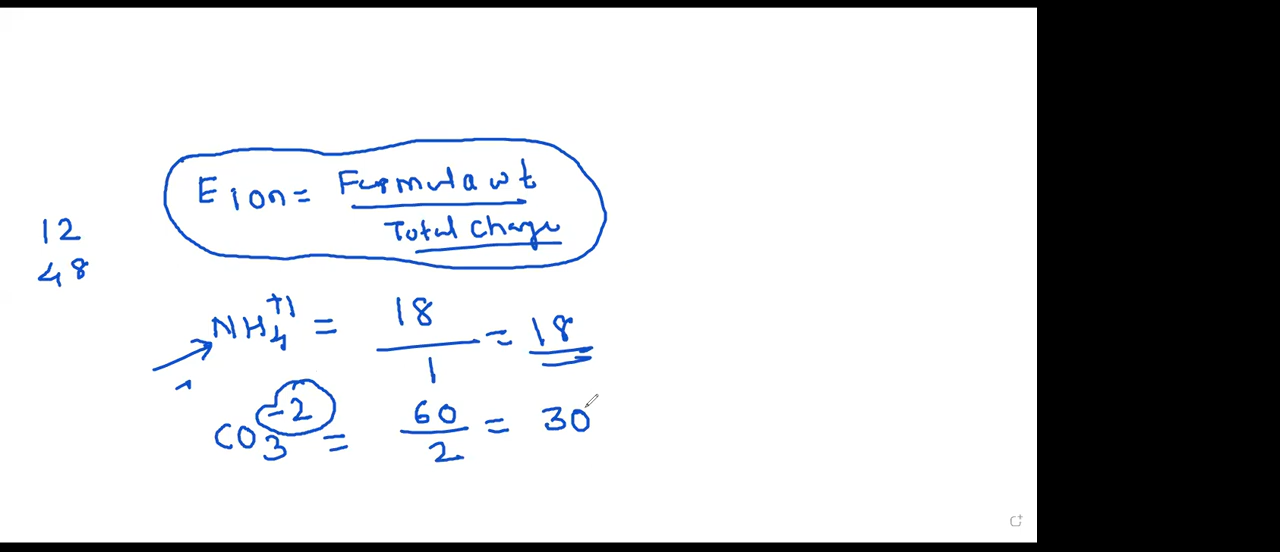 E ion = Formula wt
Total Charge
12
48
NH₄⁺¹ = 18 / 1 = 18
CO₃⁻² = 60 / 2 = 30